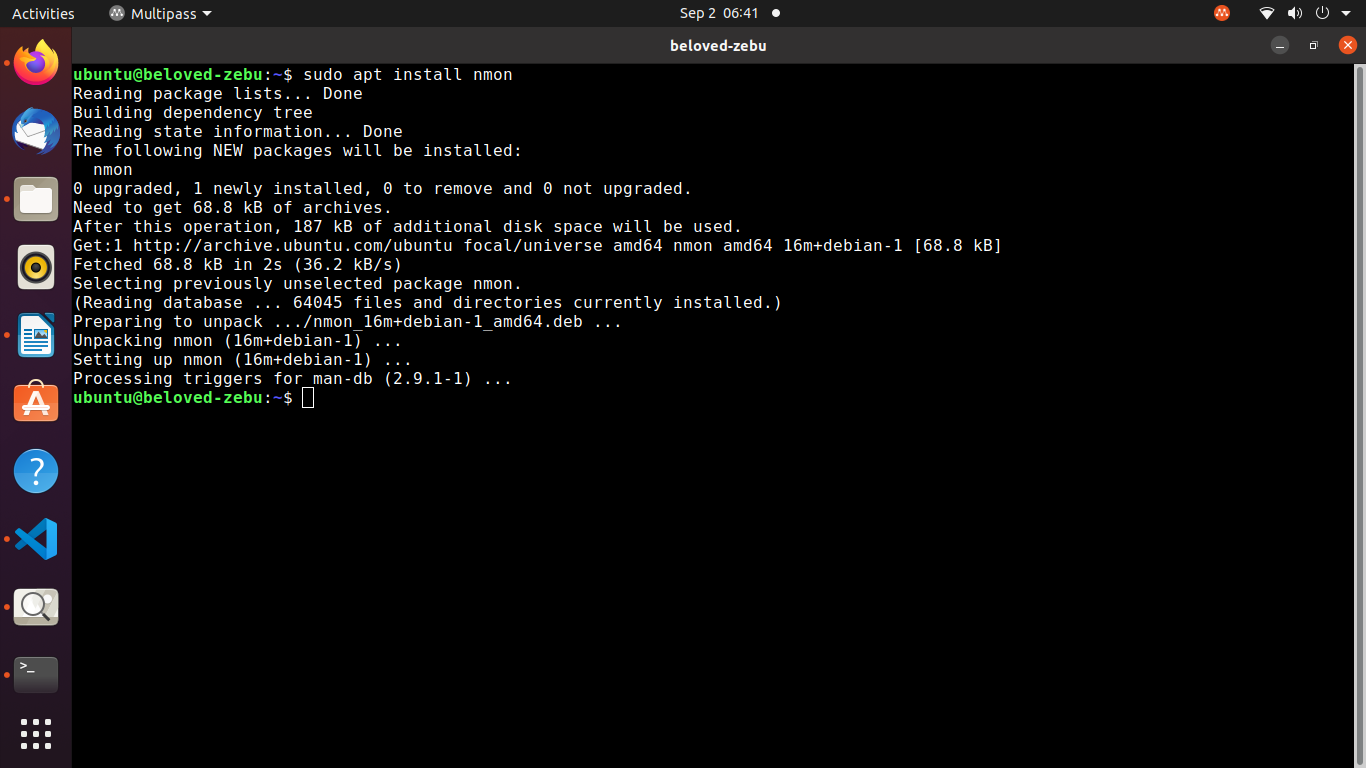 Activities Multipass Sep 2 06:41
beloved-zebu
ubuntu@beloved-zebu:~$ sudo apt install nmon
Reading package lists... Done
Building dependency tree
Reading state information... Done
The following NEW packages will be installed:
  nmon
0 upgraded, 1 newly installed, 0 to remove and 0 not upgraded.
Need to get 68.8 kB of archives.
After this operation, 187 kB of additional disk space will be used.
Get:1 http://archive.ubuntu.com/ubuntu focal/universe amd64 nmon amd64 16m+debian-1 [68.8 kB]
Fetched 68.8 kB in 2s (36.2 kB/s)
Selecting previously unselected package nmon.
(Reading database ... 64045 files and directories currently installed.)
Preparing to unpack .../nmon_16m+debian-1_amd64.deb ...
Unpacking nmon (16m+debian-1) ...
Setting up nmon (16m+debian-1) ...
Processing triggers for man-db (2.9.1-1) ...
ubuntu@beloved-zebu:~$